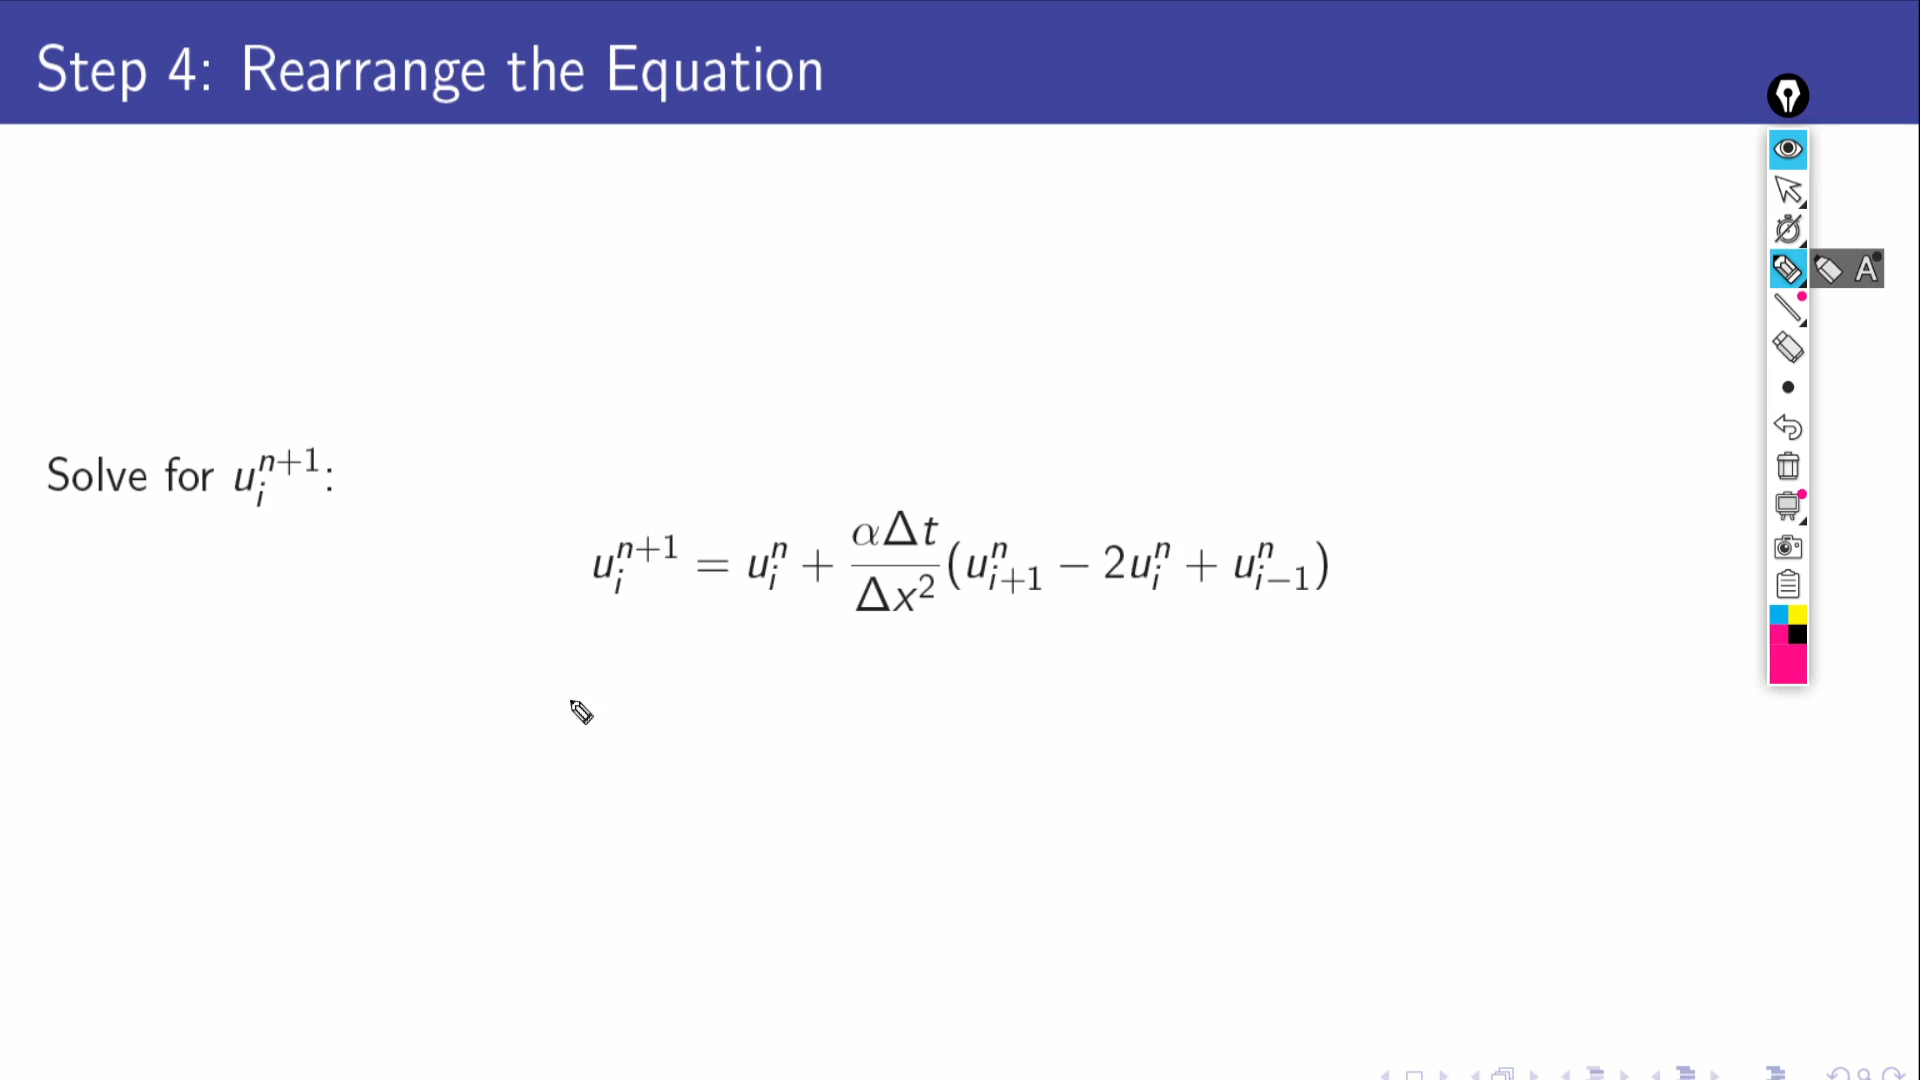 Step 4: Rearrange the Equation
A
Solve for $u_i^{n+1}$:
$u_i^{n+1} = u_i^n + \frac{\alpha \Delta t}{\Delta x^2}(u_{i+1}^n - 2u_i^n + u_{i-1}^n)$